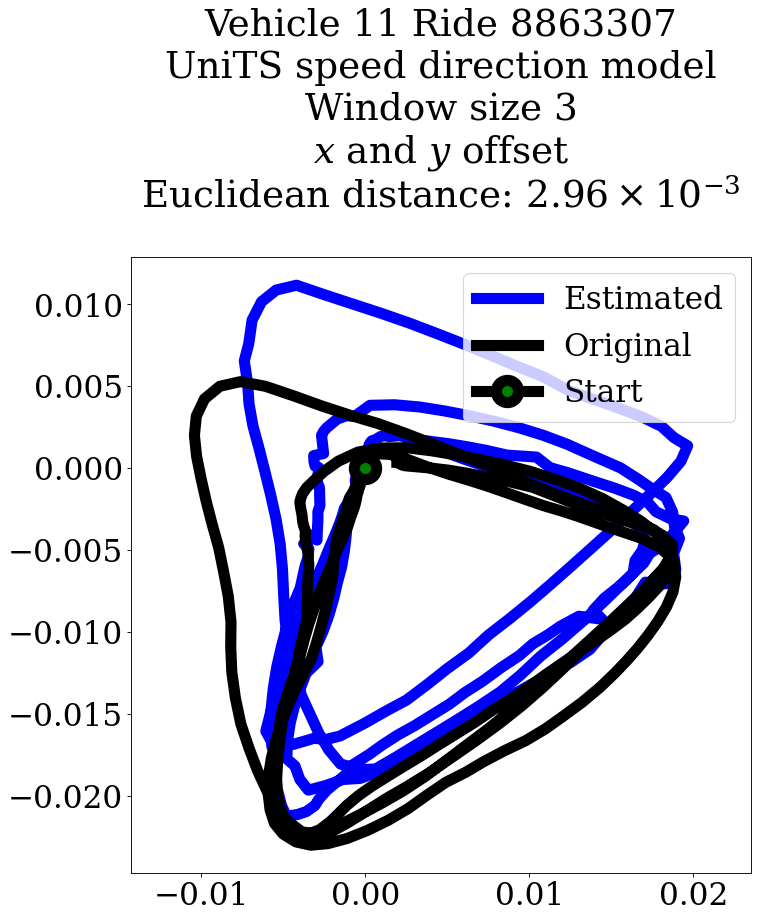 Vehicle 11 Ride 8863307
UniTS speed direction model
Window size 3
x and y offset
Euclidean distance: 2.96 × 10⁻³
Estimated
Original
Start
0.010
0.005
0.000
−0.005
−0.010
−0.015
−0.020
−0.01 0.00 0.01 0.02